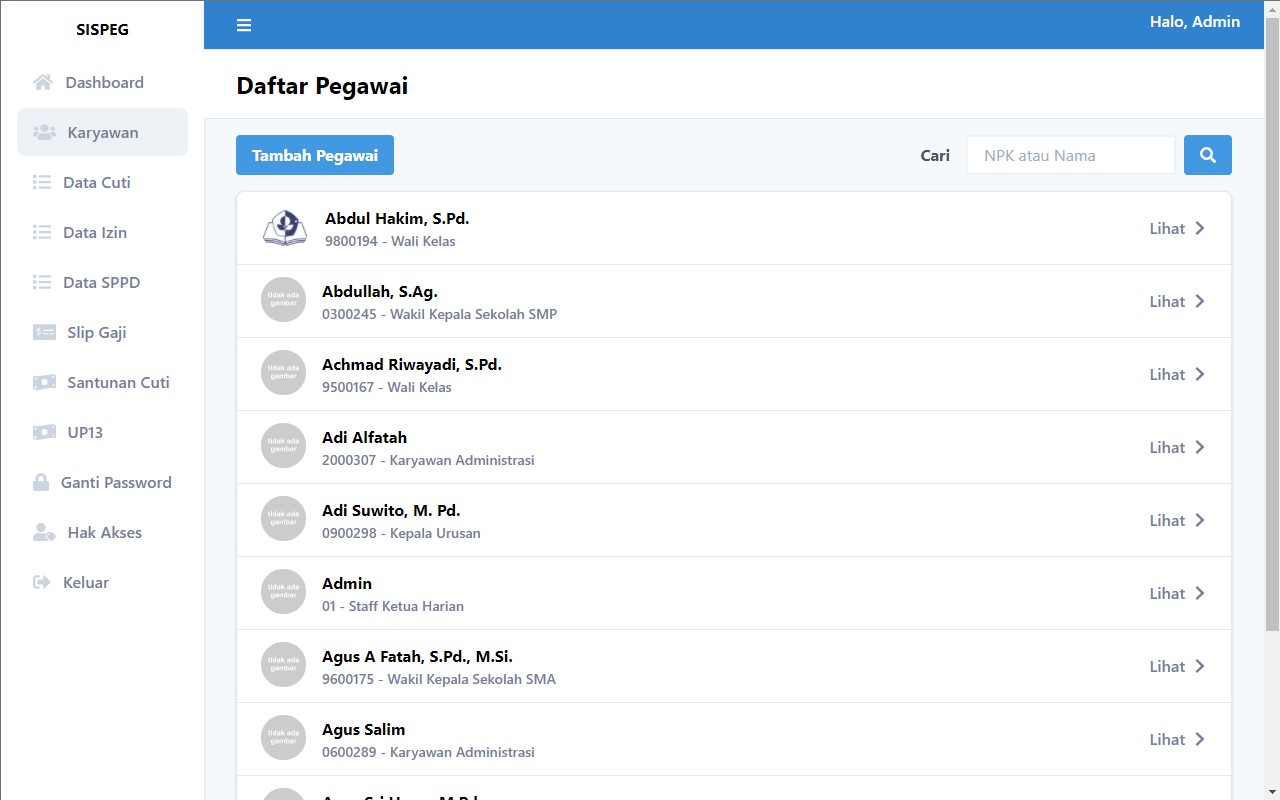 SISPEG
Halo, Admin
Dashboard
Karyawan
Data Cuti
Data Izin
Data SPPD
Slip Gaji
Santunan Cuti
UP13
Ganti Password
Hak Akses
Keluar
Daftar Pegawai
Tambah Pegawai
Cari
NPK atau Nama
Abdul Hakim, S.Pd.
9800194 - Wali Kelas
Lihat
tidak ada
gambar
Abdullah, S.Ag.
0300245 - Wakil Kepala Sekolah SMP
Lihat
tidak ada
gambar
Achmad Riwayadi, S.Pd.
9500167 - Wali Kelas
Lihat
tidak ada
gambar
Adi Alfatah
2000307 - Karyawan Administrasi
Lihat
tidak ada
gambar
Adi Suwito, M. Pd.
0900298 - Kepala Urusan
Lihat
tidak ada
gambar
Admin
01 - Staff Ketua Harian
Lihat
tidak ada
gambar
Agus A Fatah, S.Pd., M.Si.
9600175 - Wakil Kepala Sekolah SMA
Lihat
tidak ada
gambar
Agus Salim
0600289 - Karyawan Administrasi
Lihat